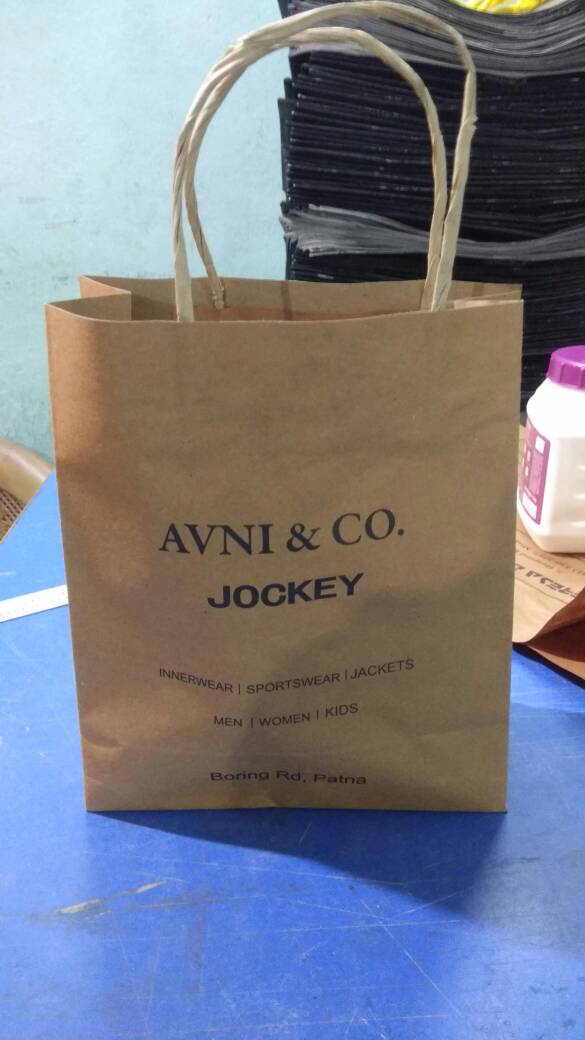 AVNI & CO.
JOCKEY
INNERWEAR | SPORTSWEAR | JACKETS
MEN | WOMEN | KIDS
Boring Rd, Patna